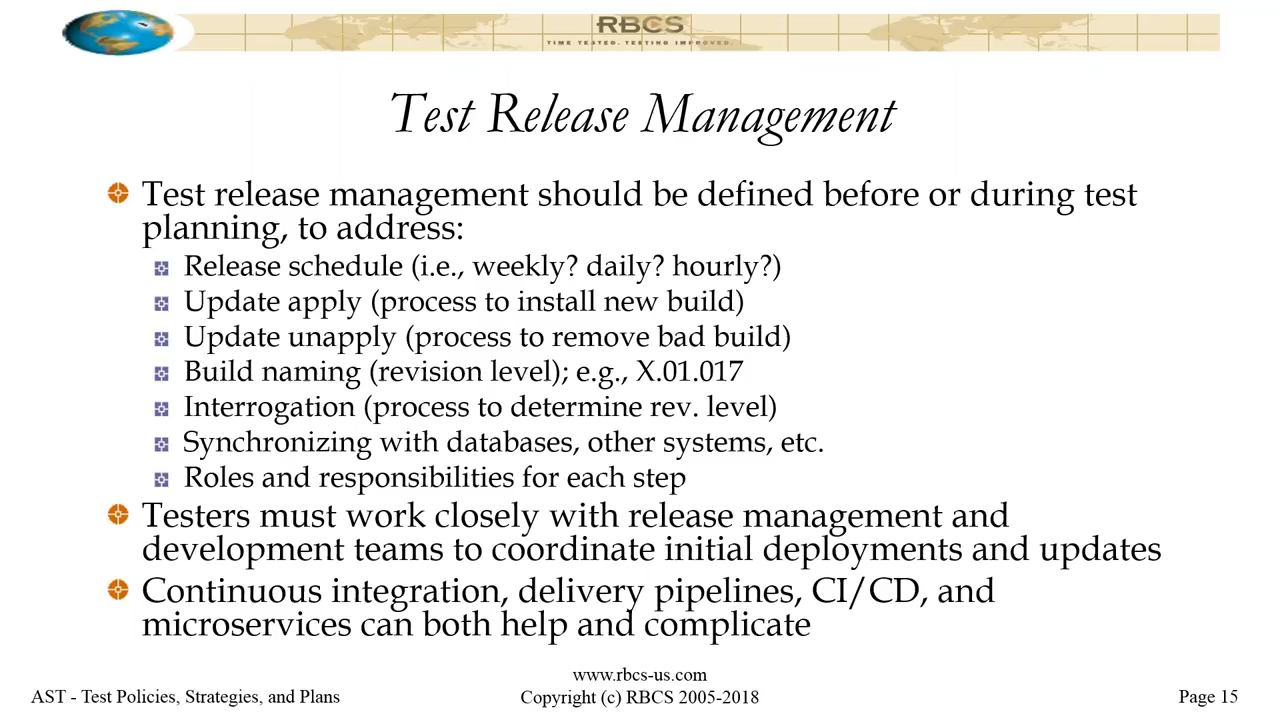 RBCS
TIME TESTED. TESTING IMPROVED.
Test Release Management
Test release management should be defined before or during test
planning, to address:
Release schedule (i.e., weekly? daily? hourly?)
Update apply (process to install new build)
Update unapply (process to remove bad build)
Build naming (revision level); e.g., X.01.017
Interrogation (process to determine rev. level)
Synchronizing with databases, other systems, etc.
Roles and responsibilities for each step
Testers must work closely with release management and
development teams to coordinate initial deployments and updates
Continuous integration, delivery pipelines, CI/CD, and
microservices can both help and complicate
www.rbcs-us.com
AST - Test Policies, Strategies, and Plans
Copyright (c) RBCS 2005-2018
Page 15